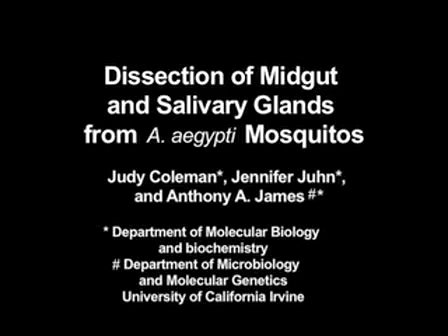 Dissection of Midgut
and Salivary Glands
from A. aegypti Mosquitos
Judy Coleman*, Jennifer Juhn*,
and Anthony A. James #*
* Department of Molecular Biology
and biochemistry
# Department of Microbiology
and Molecular Genetics
University of California Irvine